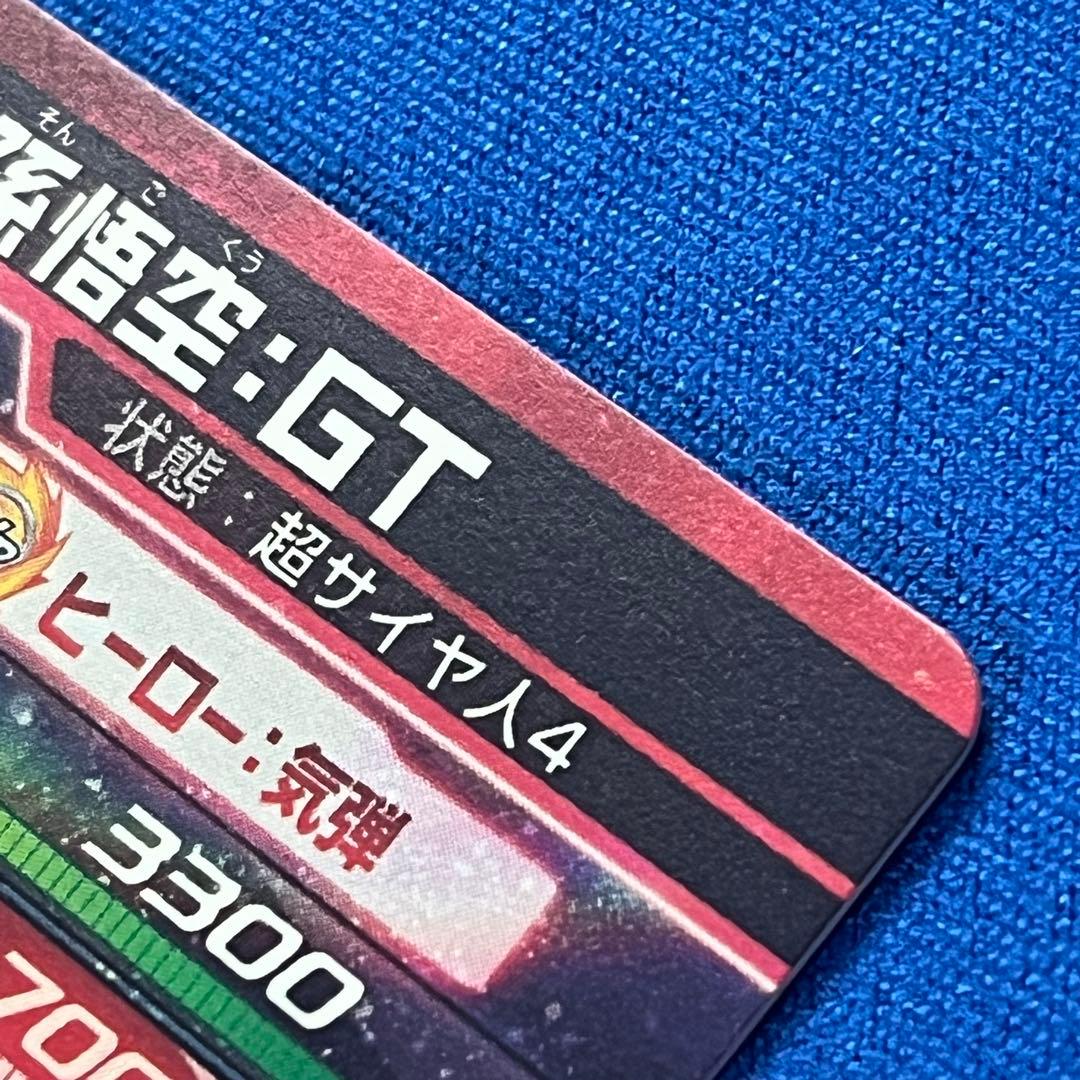 そん ご くう
孫悟空:GT
状態:超サイヤ人4
ヒーロー:気弾
3300
700